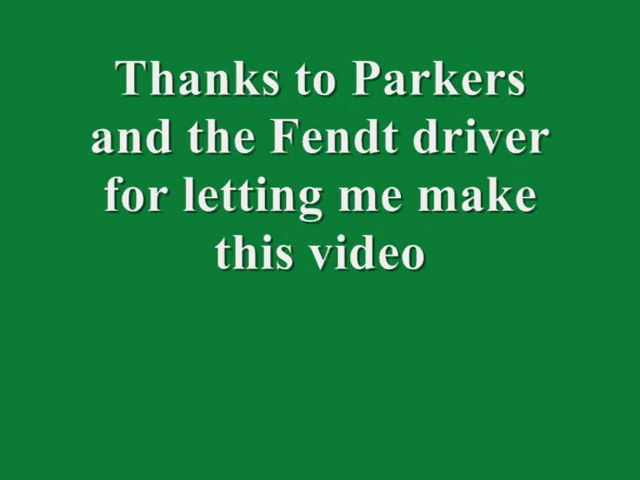 Thanks to Parkers
and the Fendt driver
for letting me make
this video